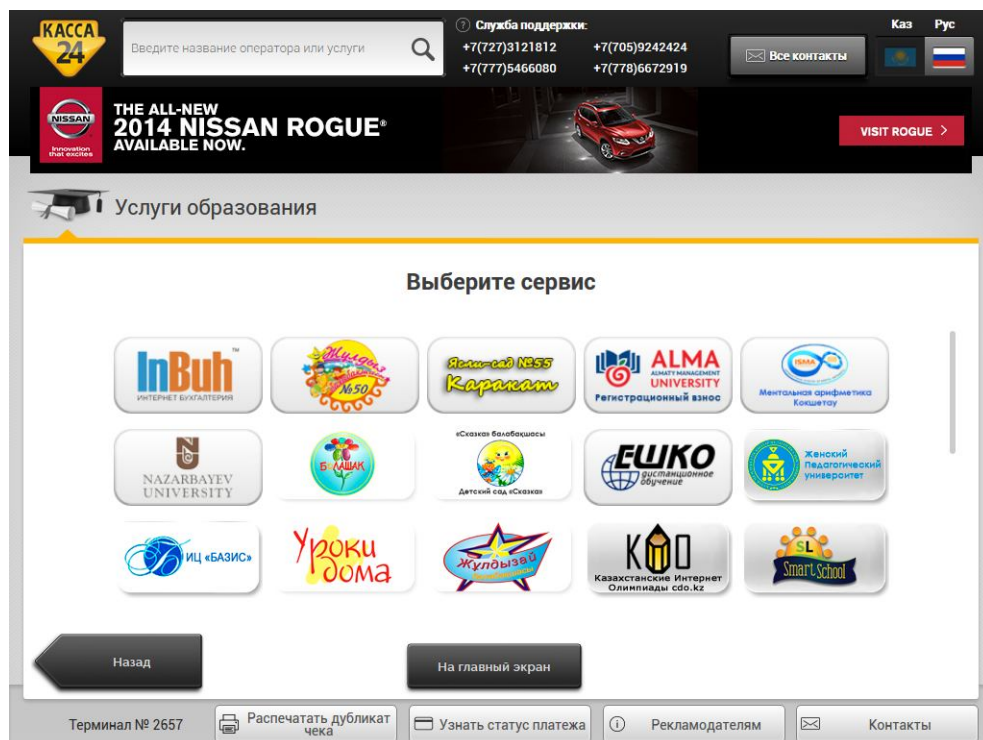 КАССА
24
Введите название оператора или услуги
Служба поддержки:
+7(727)3121812 +7(705)9242424
+7(777)5466080 +7(778)6672919
Все контакты
Каз Рус
NISSAN
Innovation
that excites
THE ALL-NEW
2014 NISSAN ROGUE®
AVAILABLE NOW.
VISIT ROGUE >
Услуги образования
Выберите сервис
InBuh™
ИНТЕРНЕТ БУХГАЛТЕРИЯ
Жулдыз
№50
Ясли-сад №55
Каракат
ALMA
ALMATY MANAGEMENT
UNIVERSITY
Регистрационный взнос
ISMA
Ментальная арифметика
Кокшетау
NAZARBAYEV
UNIVERSITY
БОЛАШАК
«Сказка» балабақшасы
Детский сад «Сказка»
ЕШКО
дистанционное
обучение
Женский
Педагогический
университет
ИЦ «БАЗИС»
Уроки
дома
Жулдызай
КИО
Казахстанские Интернет
Олимпиады cdo.kz
SL
Smart School
Назад
На главный экран
Терминал № 2657
Распечатать дубликат
чека
Узнать статус платежа
Рекламодателям
Контакты